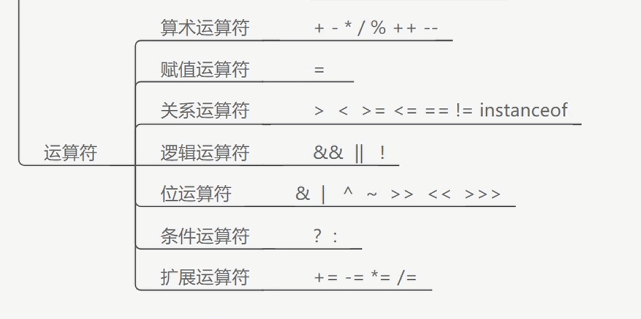 算术运算符 + - * / % ++ --
赋值运算符 =
关系运算符 > < >= <= == != instanceof
运算符 逻辑运算符 && || !
位运算符 & | ^ ~ >> << >>>
条件运算符 ? :
扩展运算符 += -= *= /=